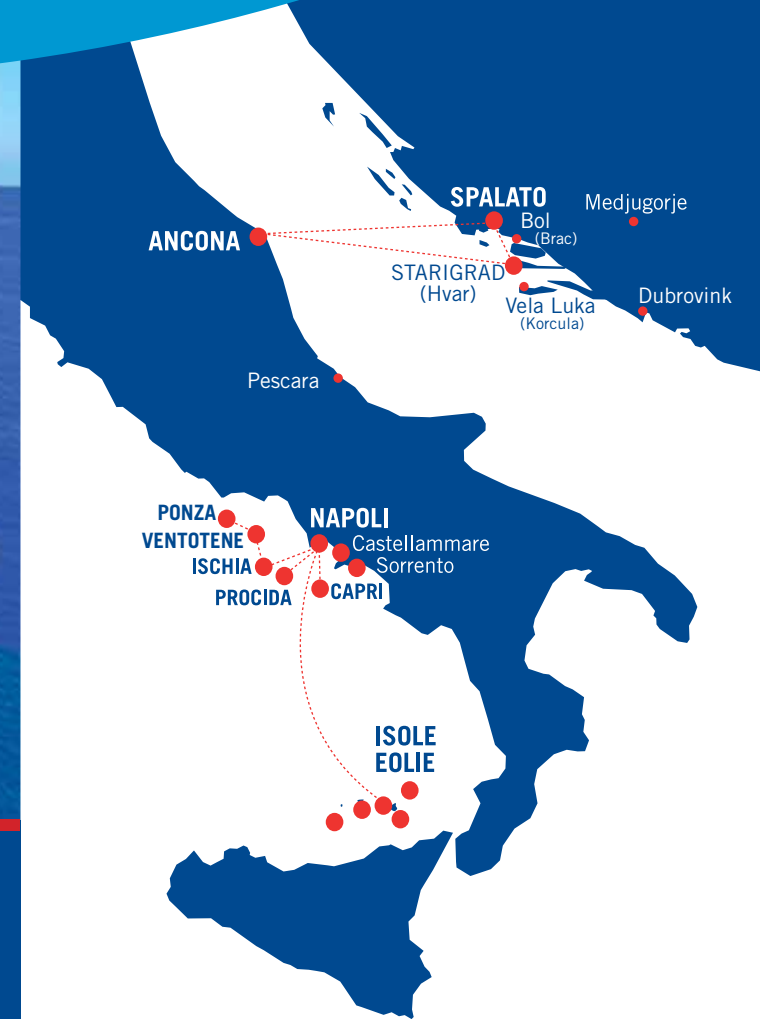 SPALATO
Medjugorje
Bol
(Brac)
ANCONA
STARIGRAD
(Hvar)
Vela Luka
(Korcula)
Dubrovink
Pescara
PONZA
NAPOLI
VENTOTENE
Castellammare
ISCHIA
Sorrento
PROCIDA
CAPRI
ISOLE
EOLIE